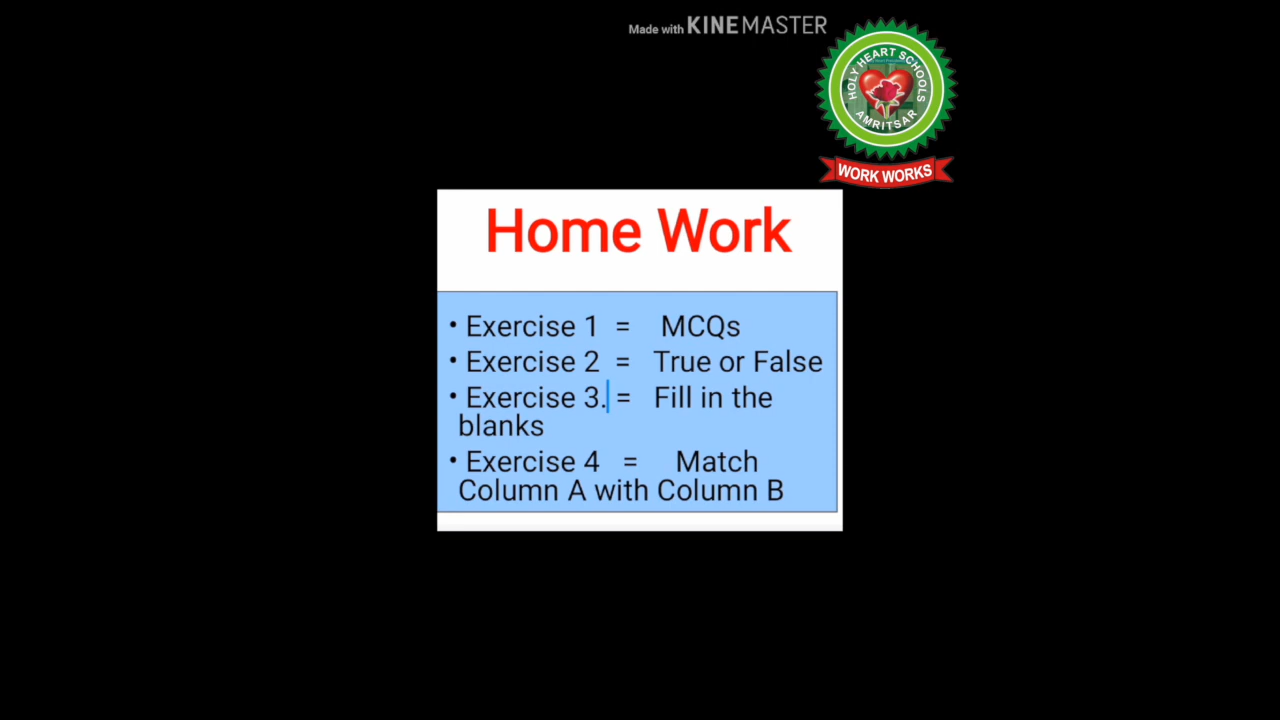 Made with KINEMASTER
HOLY HEART SCHOOLS
AMRITSAR
WORK WORKS
Home Work
• Exercise 1 = MCQs
• Exercise 2 = True or False
• Exercise 3. = Fill in the
blanks
• Exercise 4 = Match
Column A with Column B